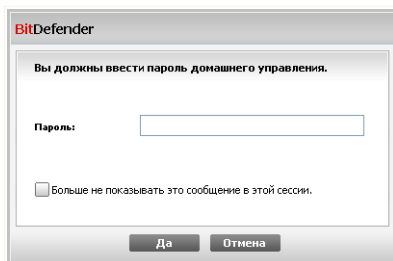 BitDefender
Вы должны ввести пароль домашнего управления.
Пароль:
Больше не показывать это сообщение в этой сессии.
Да Отмена